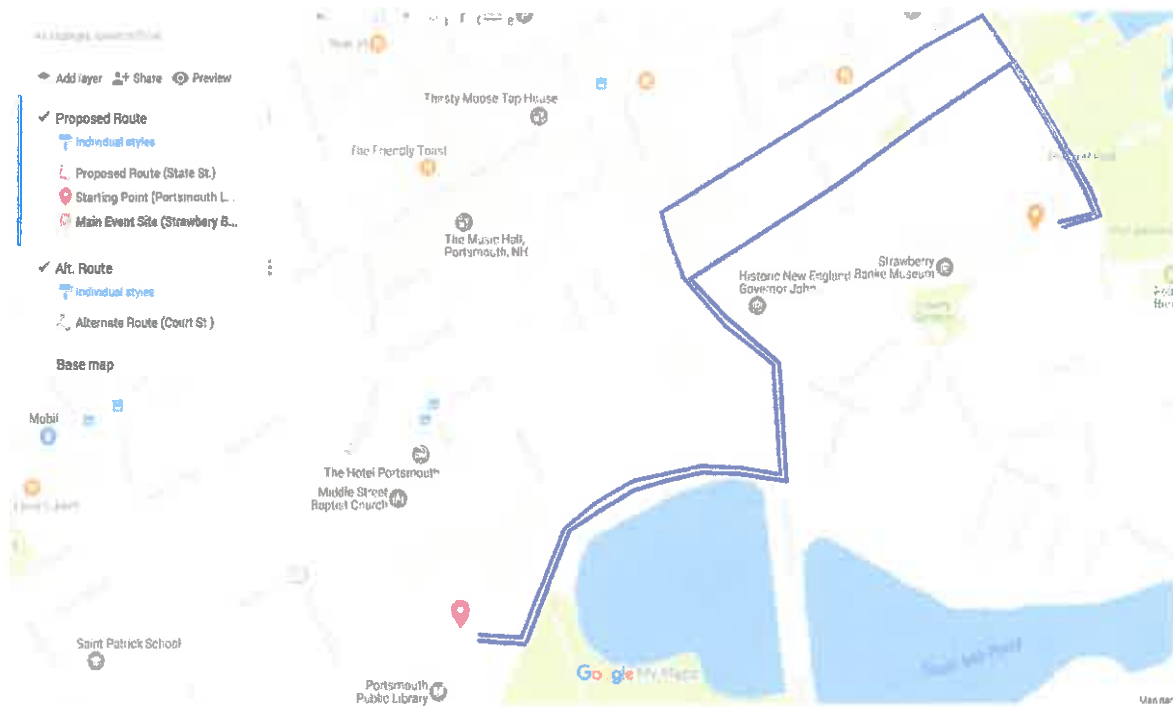 Add layer Share Preview
Proposed Route
Individual styles
Proposed Route (State St.)
Starting Point (Portsmouth L...
Main Event Site (Strawbery B...
Alt. Route
Individual styles
Alternate Route (Court St.)
Base map
Thirsty Moose Tap House
The Friendly Toast
The Music Hall,
Portsmouth, NH
Strawberry
Banke Museum
Historic New England
Governor John
Mobil
The Hotel Portsmouth
Middle Street
Baptist Church
Saint Patrick School
Portsmouth
Public Library
Google My Maps